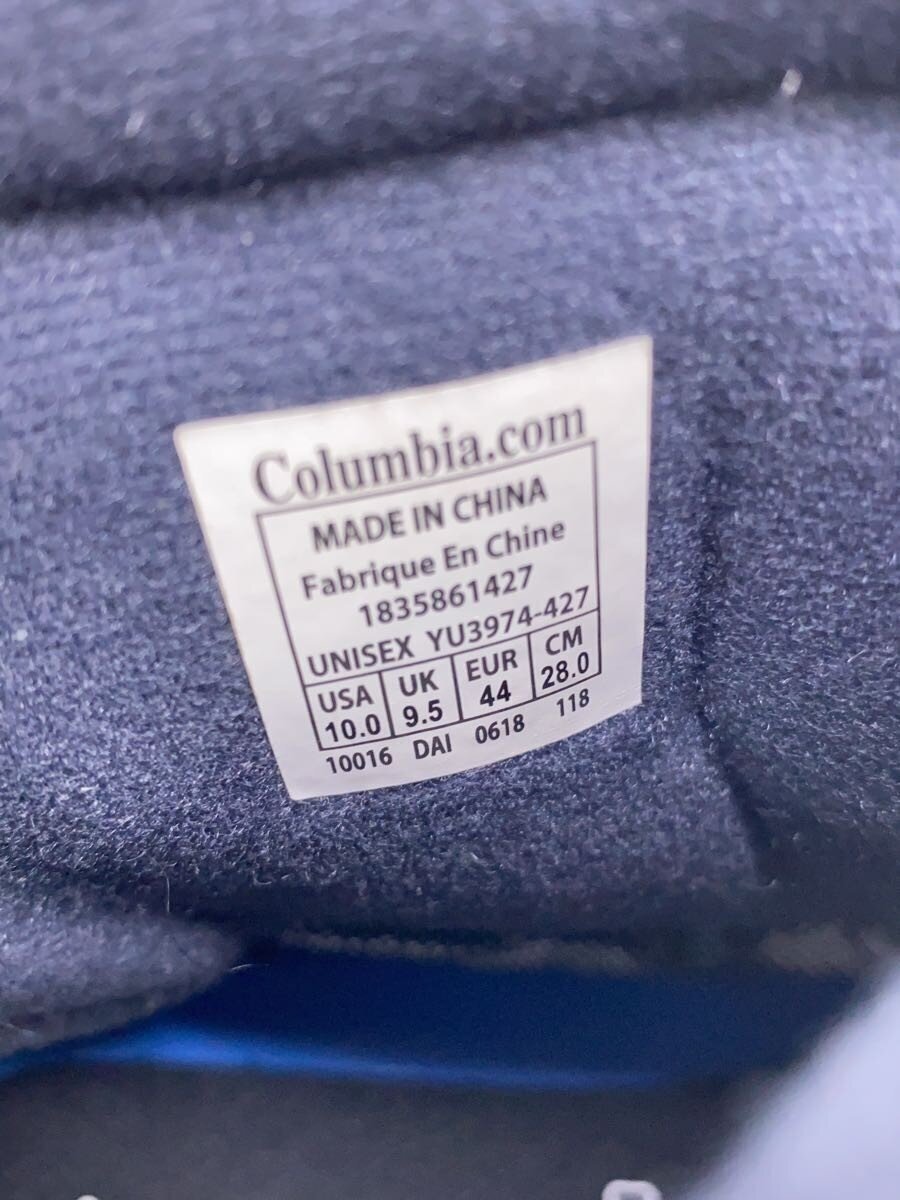 Columbia.com
MADE IN CHINA
Fabrique En Chine
1835861427
UNISEX YU3974-427
USA UK EUR CM
10.0 9.5 44 28.0
10016 DAI 0618 118